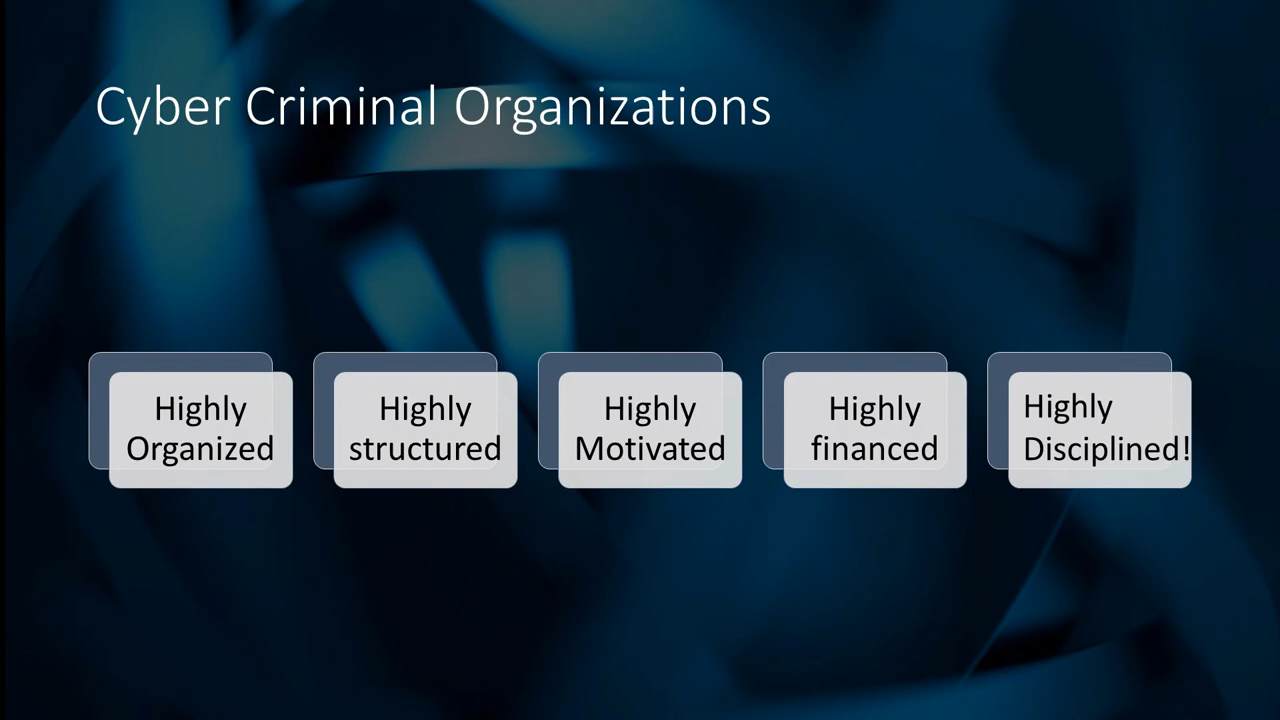 Cyber Criminal Organizations
Highly
Organized
Highly
structured
Highly
Motivated
Highly
financed
Highly
Disciplined!